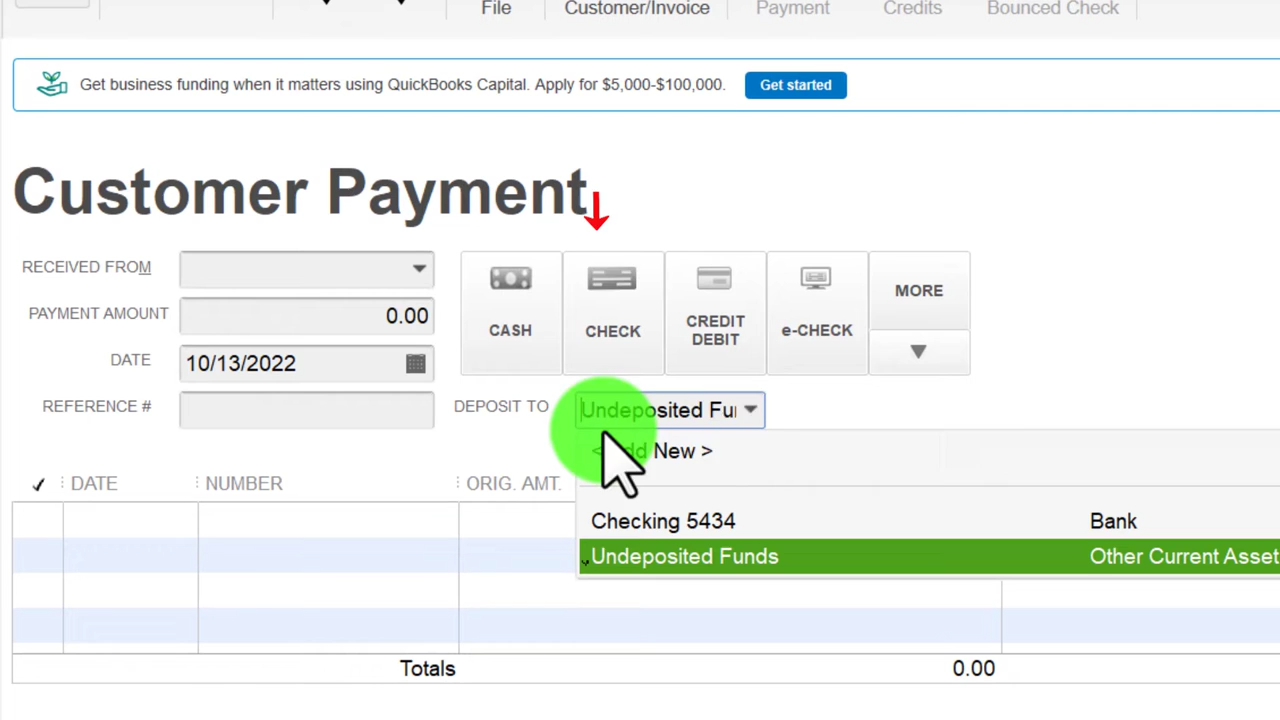 File Customer/Invoice Payment Credits Bounced Check
Get business funding when it matters using QuickBooks Capital. Apply for $5,000-$100,000. Get started
Customer Payment
RECEIVED FROM
PAYMENT AMOUNT 0.00
DATE 10/13/2022
REFERENCE #
CASH
CHECK
CREDIT
DEBIT
e-CHECK
MORE
DEPOSIT TO Undeposited Fu
New >
DATE NUMBER ORIG. AMT.
Checking 5434 Bank
Undeposited Funds Other Current Asset
Totals 0.00